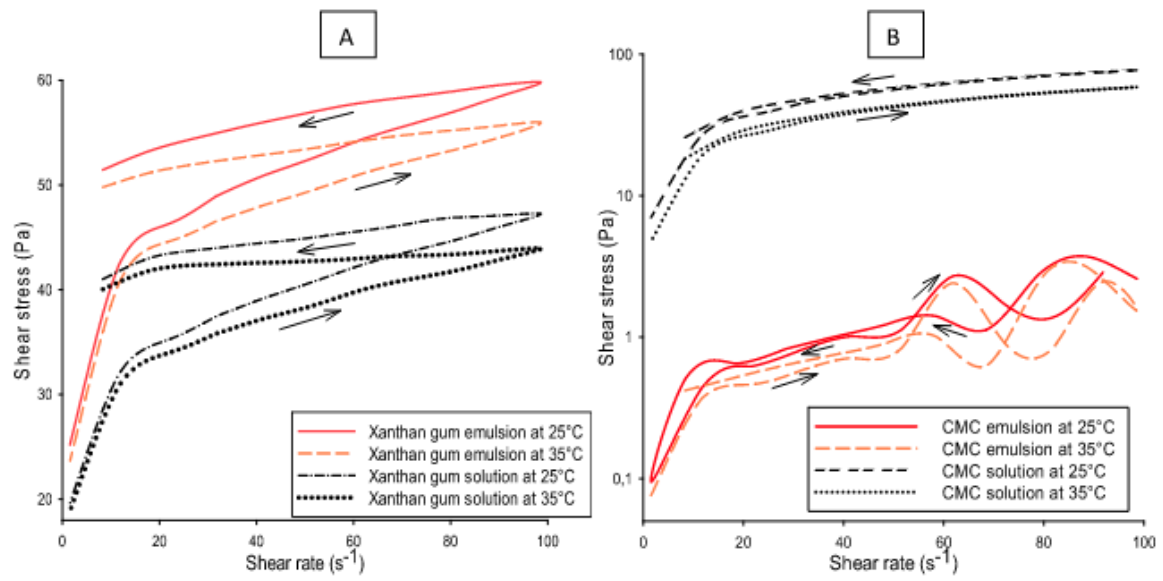 A
B
60
50
40
30
20
0
20
40
60
80
100
Shear stress (Pa)
Shear rate (s-1)
Xanthan gum emulsion at 25°C
Xanthan gum emulsion at 35°C
Xanthan gum solution at 25°C
Xanthan gum solution at 35°C
100
10
1
0,1
0
20
40
60
80
100
Shear stress (Pa)
Shear rate (s-1)
CMC emulsion at 25°C
CMC emulsion at 35°C
CMC solution at 25°C
CMC solution at 35°C